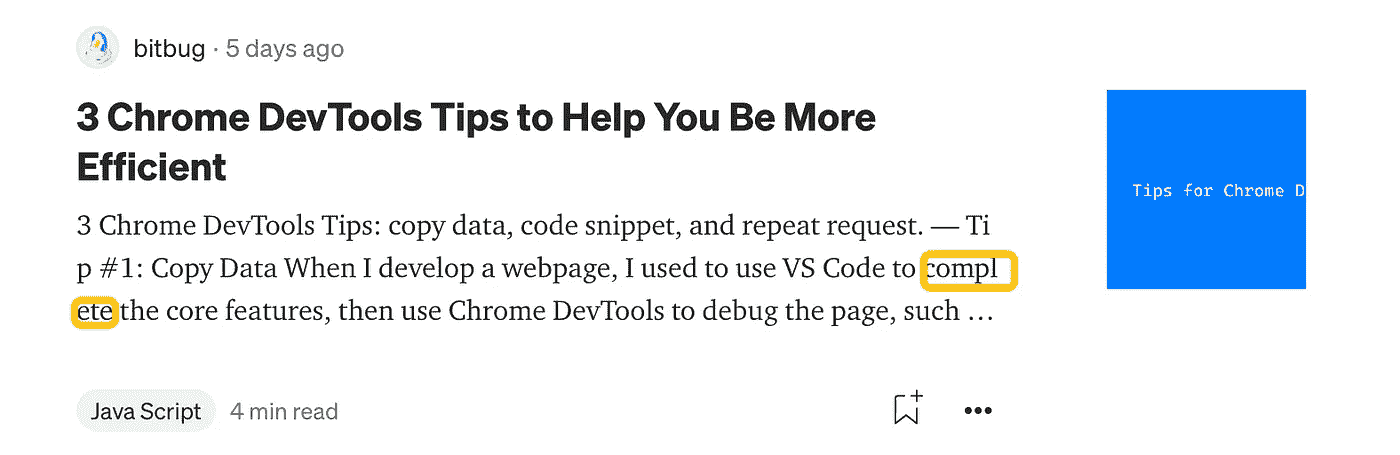 bitbug · 5 days ago
3 Chrome DevTools Tips to Help You Be More
Efficient
3 Chrome DevTools Tips: copy data, code snippet, and repeat request. — Ti
p #1: Copy Data When I develop a webpage, I used to use VS Code to compl
ete the core features, then use Chrome DevTools to debug the page, such …
Tips for Chrome D
Java Script 4 min read